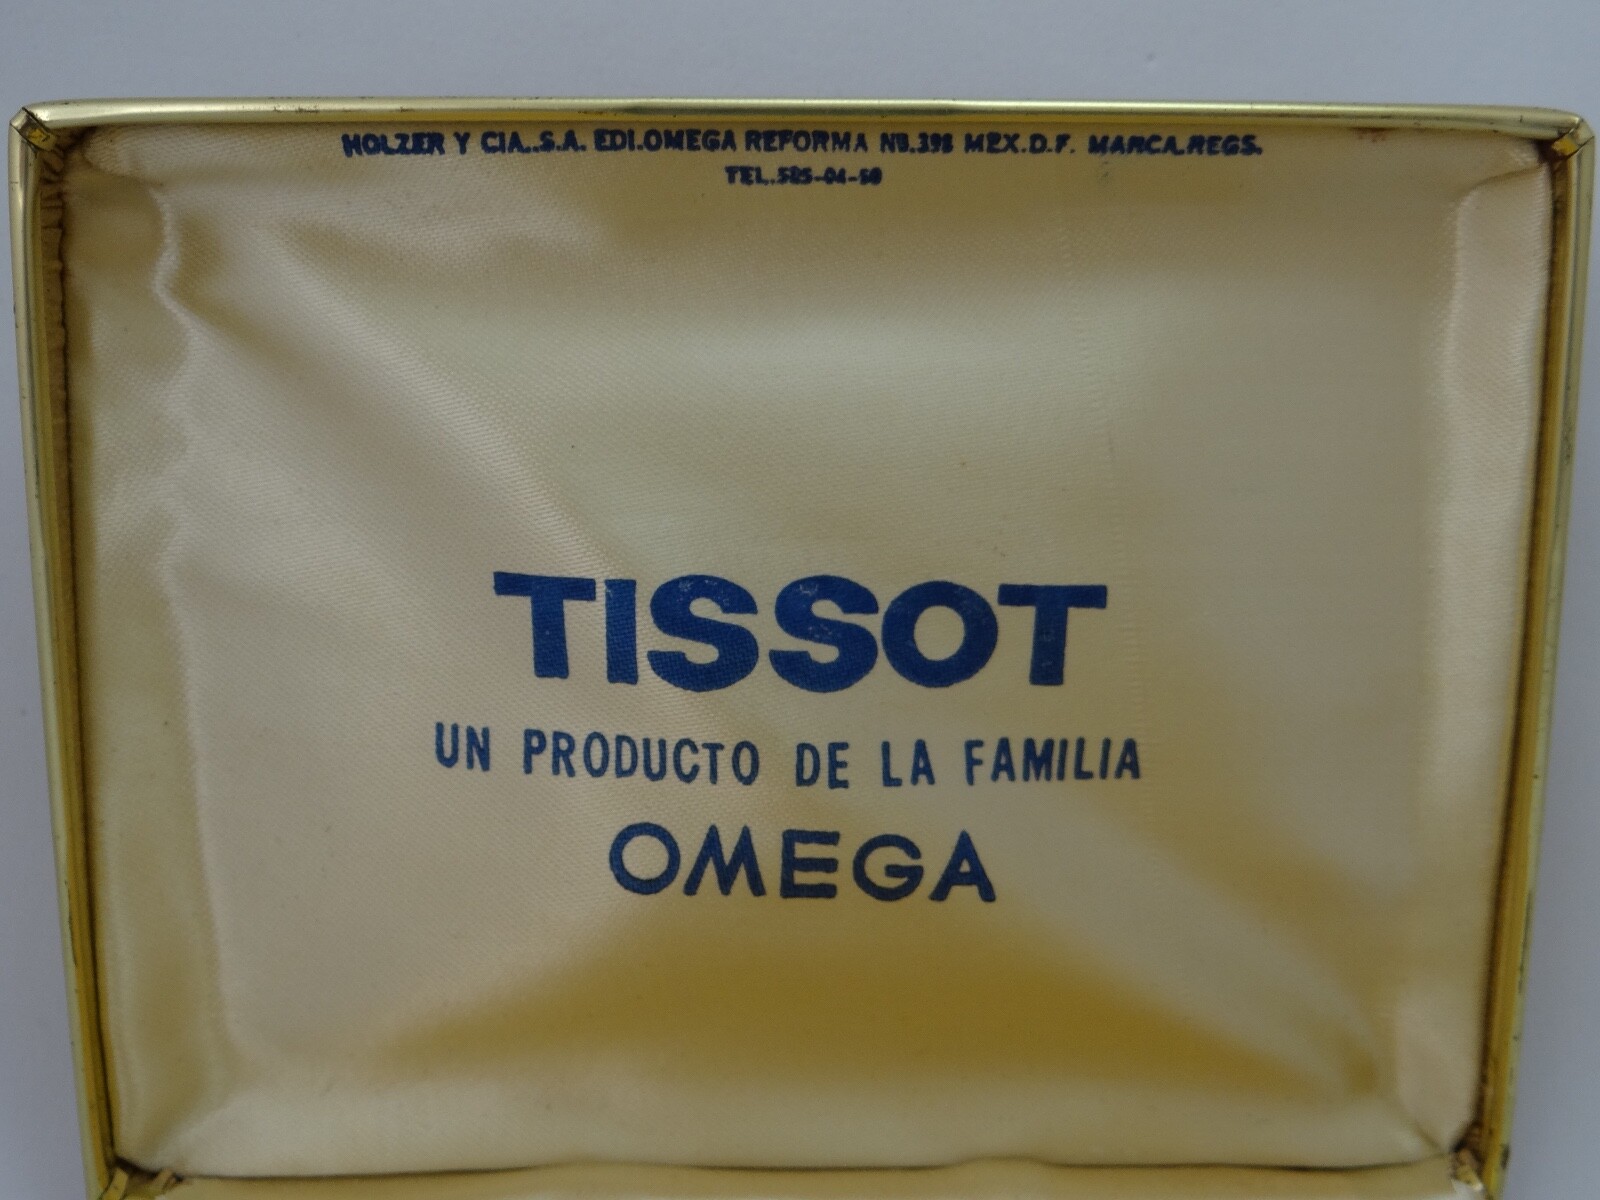 HOLZER Y CIA..S.A. EDI.OMEGA REFORMA NO.398 MEX.D.F. MARCA.REGS.
TEL..585-04-50
TISSOT
UN PRODUCTO DE LA FAMILIA
OMEGA